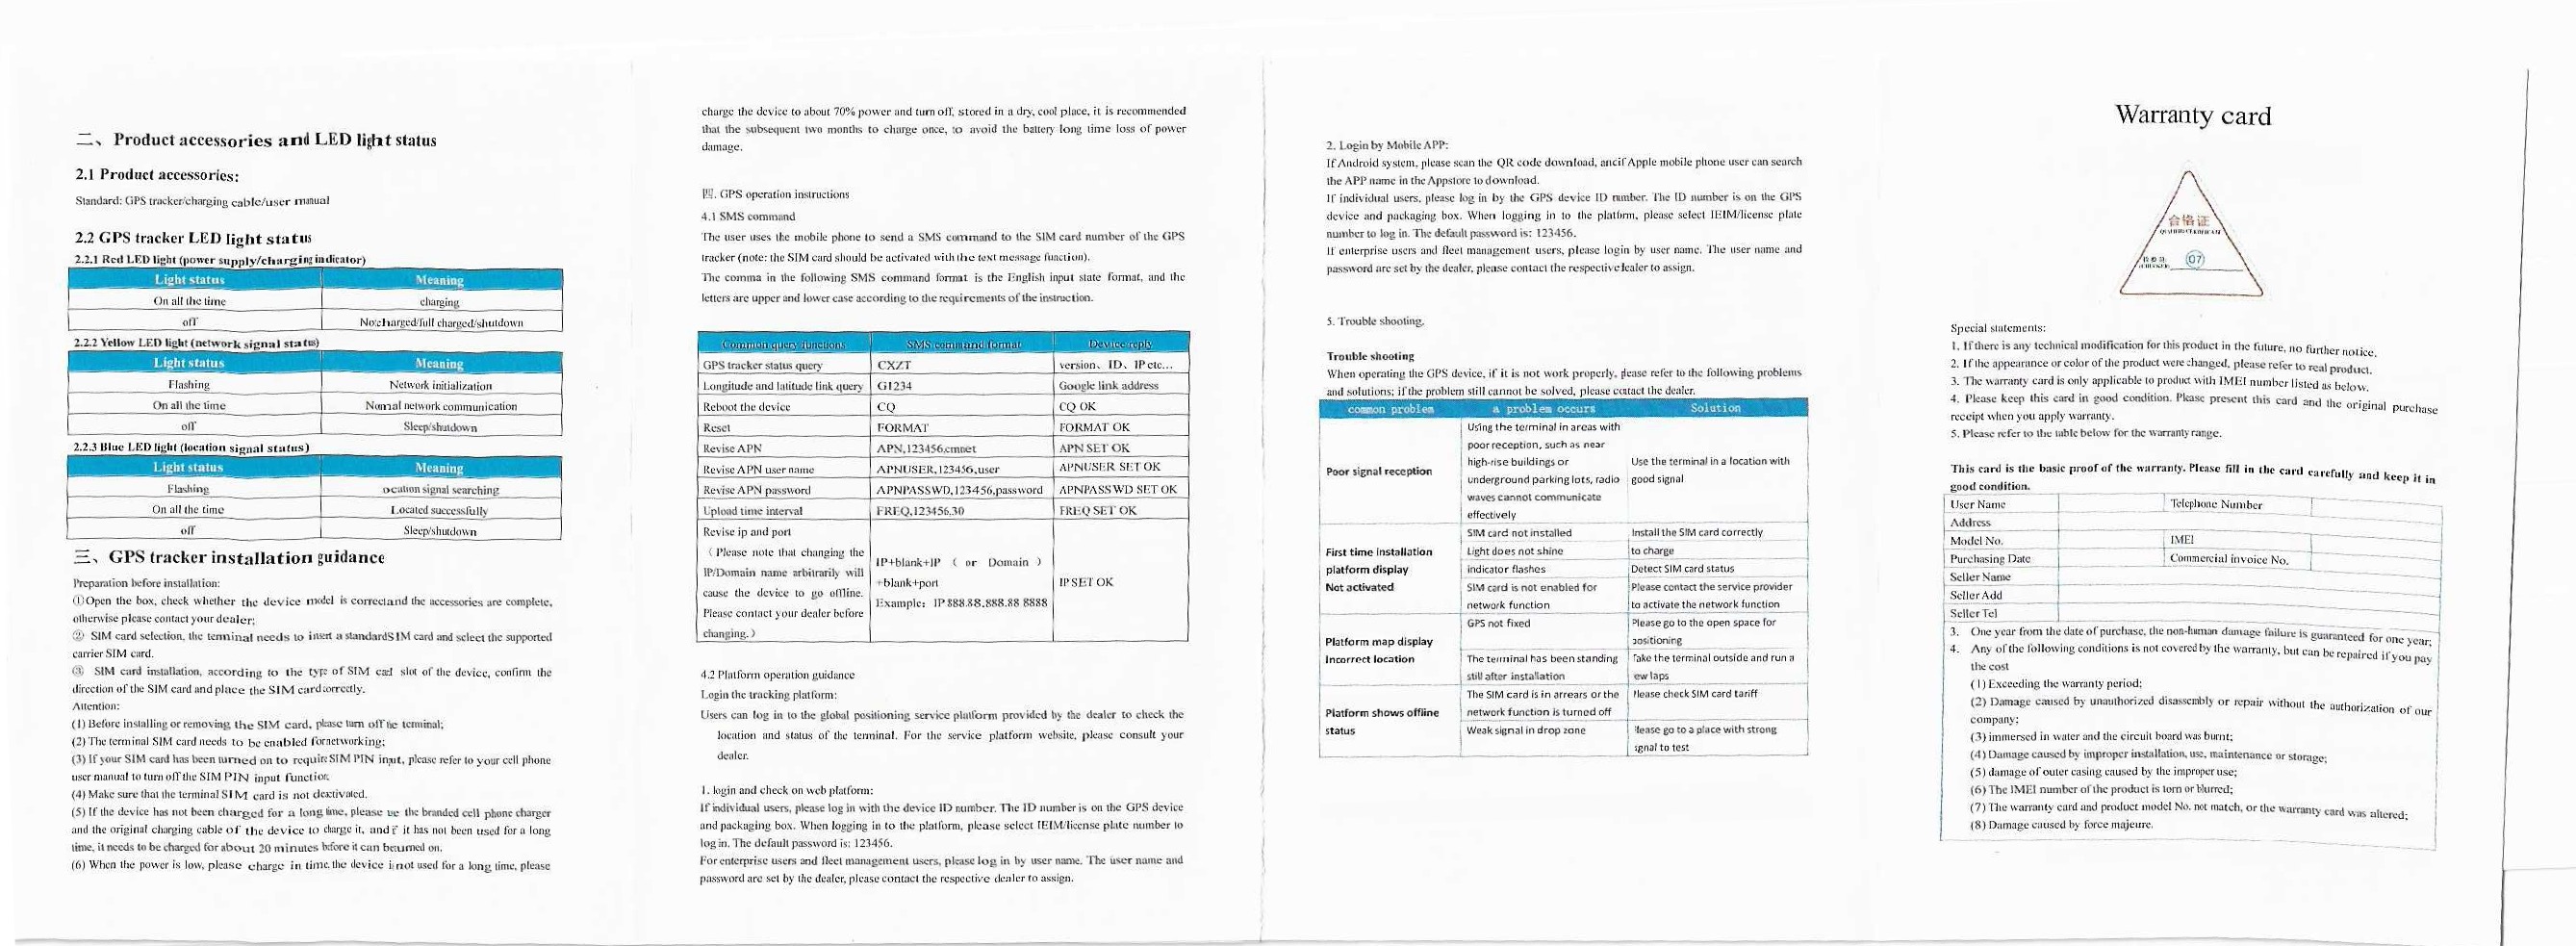 二、Product accessories and LED light status
2.1 Product accessories:
Standard: GPS tracker/charging cable/user manual
2.2 GPS tracker LED light status
2.2.1 Red LED light (power supply/charging indicator)
Light status Meaning
On all the time charging
off Notcharged/full charged/shutdown
2.2.2 Yellow LED light (network signal status)
Light status Meaning
Flashing Network initialization
On all the time Normal network communication
off Sleep/shutdown
2.2.3 Blue LED light (location signal status)
Light status Meaning
Flashing ocation signal searching
On all the time Located successfully
off Sleep/shutdown
三、GPS tracker installation guidance
Preparation before installation:
①Open the box, check whether the device model is correctand the accessories are complete,
otherwise please contact your dealer;
② SIM card selection, the terminal needs to insert a standardSIM card and select the supported
carrier SIM card.
③ SIM card installation, according to the type of SIM card slot of the device, confirm the
direction of the SIM card and place the SIM card correctly.
Attention:
(1) Before installing or removing the SIM card, please turn off the terminal;
(2) The terminal SIM card needs to be enabled fornetworking;
(3) If your SIM card has been turned on to require SIM PIN input, please refer to your cell phone
user manual to turn off the SIM PIN input function.
(4) Make sure that the terminal SIM card is not deactivated.
(5) If the device has not been charged for a long time, please use the branded cell phone charger
and the original charging cable of the device to charge it, and if it has not been used for a long
time, it needs to be charged for about 20 minutes before it can beturned on.
(6) When the power is low, please charge in time.the device is not used for a long time, please
charge the device to about 70% power and turn off, stored in a dry, cool place, it is recommended
that the subsequent two months to charge once, to avoid the battery long time loss of power
damage.
四. GPS operation instructions
4.1 SMS command
The user uses the mobile phone to send a SMS command to the SIM card number of the GPS
tracker (note: the SIM card should be activated with the text message function).
The comma in the following SMS command format is the English input state format, and the
letters are upper and lower case according to the requirements of the instruction.
Common query functions SMS command format Device reply
GPS tracker status query CXZT version、ID、IP etc...
Longitude and latitude link query G1234 Google link address
Reboot the device CQ CQ OK
Reset FORMAT FORMAT OK
Revise APN APN,123456,cmnet APN SET OK
Revise APN user name APNUSER,123456,user APNUSER SET OK
Revise APN password APNPASSWD,123456,password APNPASSWD SET OK
Upload time interval FREQ,123456,30 FREQ SET OK
Revise ip and port
（Please note that changing the
IP/Domain name arbitrarily will
cause the device to go offline.
Please contact your dealer before
changing.）
IP+blank+IP （ or Domain ）
+blank+port
Example: IP 888.88.888.88 8888
IP SET OK
4.2 Platform operation guidance
Login the tracking platform:
Users can log in to the global positioning service platform provided by the dealer to check the
location and status of the terminal. For the service platform website, please consult your
dealer.
1. login and check on web platform:
If individual users, please log in with the device ID number. The ID number is on the GPS device
and packaging box. When logging in to the platform, please select IEIM/license plate number to
log in. The default password is: 123456.
For enterprise users and fleet management users, please log in by user name. The user name and
password are set by the dealer, please contact the respective dealer to assign.
2. Login by Mobile APP:
If Android system, please scan the QR code download, ancif Apple mobile phone user can search
the APP name in the Appstore to download.
If individual users, please log in by the GPS device ID number. The ID number is on the GPS
device and packaging box. When logging in to the platform, please select IEIM/license plate
number to log in. The default password is: 123456.
If enterprise users and fleet management users, please login by user name. The user name and
password are set by the dealer, please contact the respective dealer to assign.
5. Trouble shooting.
Trouble shooting
When operating the GPS device, if it is not work properly, please refer to the following problems
and solutions; if the problem still cannot be solved, please contact the dealer.
common problem a problem occurs Solution
Poor signal reception
Using the terminal in areas with
poor reception, such as near
high-rise buildings or
underground parking lots, radio
waves cannot communicate
effectively
Use the terminal in a location with
good signal
First time installation
platform display
Not activated
SIM card not installed Install the SIM card correctly
Light does not shine to charge
indicator flashes Detect SIM card status
SIM card is not enabled for
network function
Please contact the service provider
to activate the network function
Platform map display
Incorrect location
GPS not fixed
Please go to the open space for
positioning
The terminal has been standing
still after installation
Take the terminal outside and run a
ew laps
Platform shows offline
status
The SIM card is in arrears or the
network function is turned off
Please check SIM card tariff
Weak signal in drop zone
lease go to a place with strong
ignal to test
Warranty card
合格证
07
Special statements:
1. If there is any technical modification for this product in the future, no further notice.
2. If the appearance or color of the product were changed, please refer to real product.
3. The warranty card is only applicable to product with IMEI number listed as below.
4. Please keep this card in good condition. Please present this card and the original purchase
receipt when you apply warranty.
5. Please refer to the table below for the warranty range.
This card is the basic proof of the warranty. Please fill in the card carefully and keep it in
good condition.
User Name Telephone Number
Address
Model No. IMEI
Purchasing Date Commercial invoice No.
Seller Name
Seller Add
Seller Tel
3. One year from the date of purchase, the non-human damage failure is guaranteed for one year;
4. Any of the following conditions is not covered by the warranty, but can be repaired if you pay
the cost
(1) Exceeding the warranty period;
(2) Damage caused by unauthorized disassembly or repair without the authorization of our
company;
(3) immersed in water and the circuit board was burnt;
(4) Damage caused by improper installation, use, maintenance or storage;
(5) damage of outer casing caused by the improper use;
(6) The IMEI number of the product is torn or blurred;
(7) The warranty card and product model No. not match, or the warranty card was altered;
(8) Damage caused by force majeure.